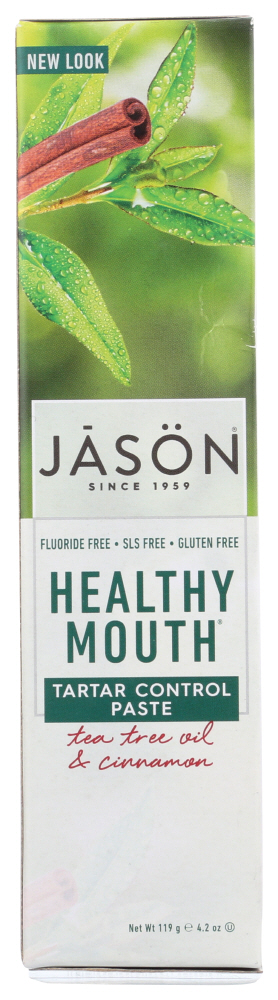 NEW LOOK
JĀSÖN®
SINCE 1959
FLUORIDE FREE • SLS FREE • GLUTEN FREE
HEALTHY
MOUTH®
TARTAR CONTROL
PASTE
tea tree oil
& cinnamon
Net Wt 119 g ℮ 4.2 oz Ⓤ